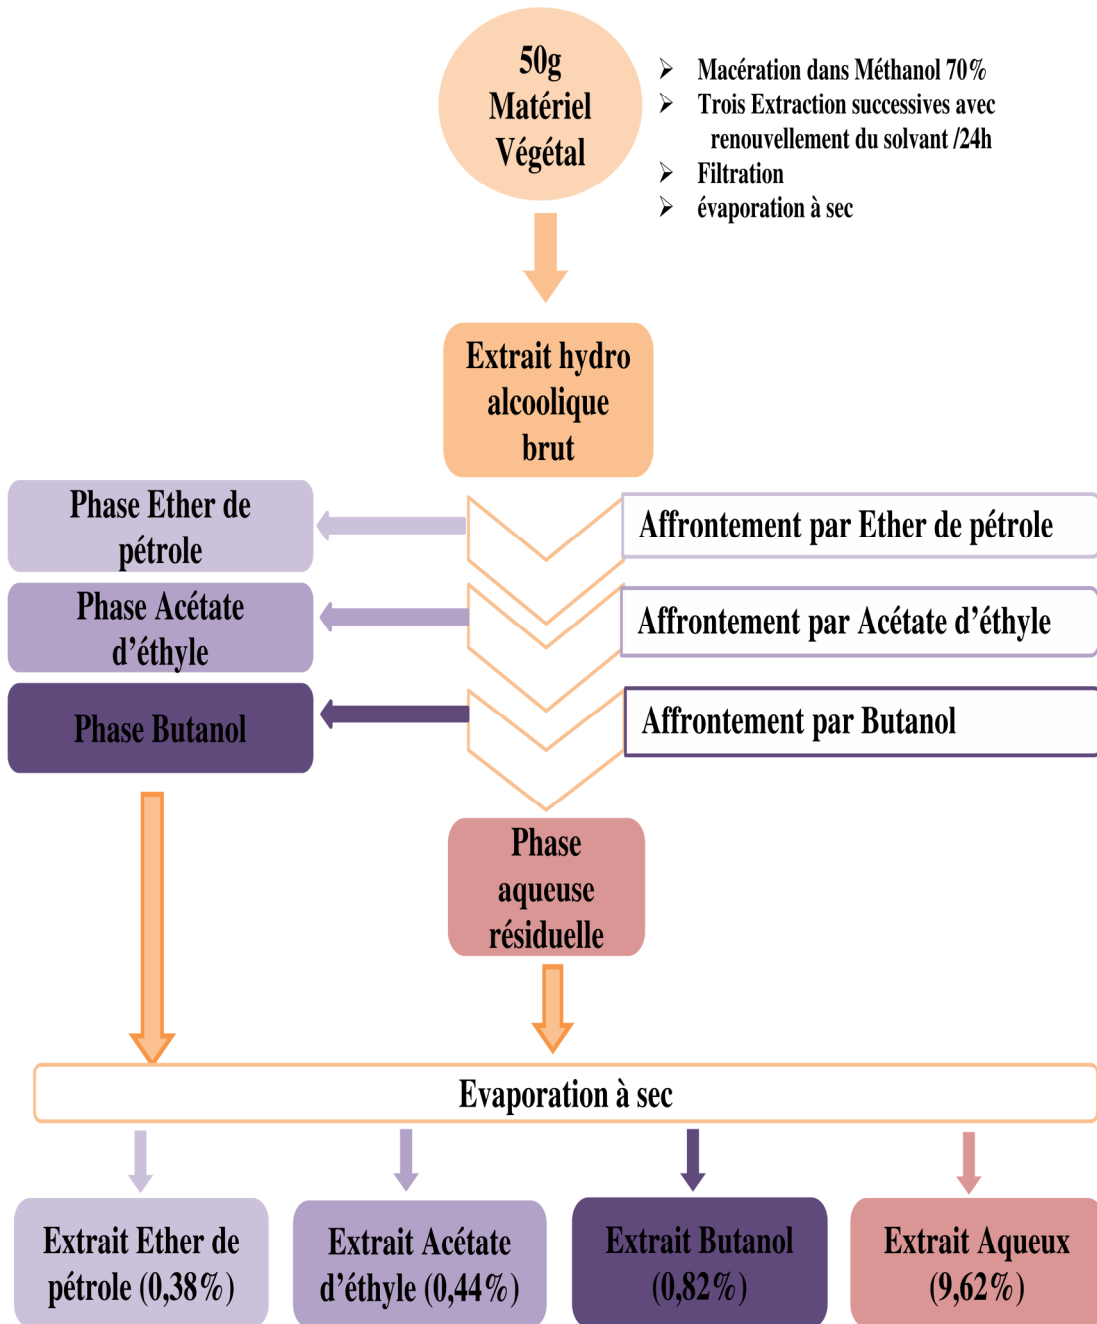 50g
Matériel
Végétal
➢ Macération dans Méthanol 70%
➢ Trois Extraction successives avec
renouvellement du solvant /24h
➢ Filtration
➢ évaporation à sec
Extrait hydro
alcoolique
brut
Phase Ether de
pétrole
Affrontement par Ether de pétrole
Phase Acétate
d’éthyle
Affrontement par Acétate d’éthyle
Phase Butanol
Affrontement par Butanol
Phase
aqueuse
résiduelle
Evaporation à sec
Extrait Ether de
pétrole (0,38%)
Extrait Acétate
d’éthyle (0,44%)
Extrait Butanol
(0,82%)
Extrait Aqueux
(9,62%)